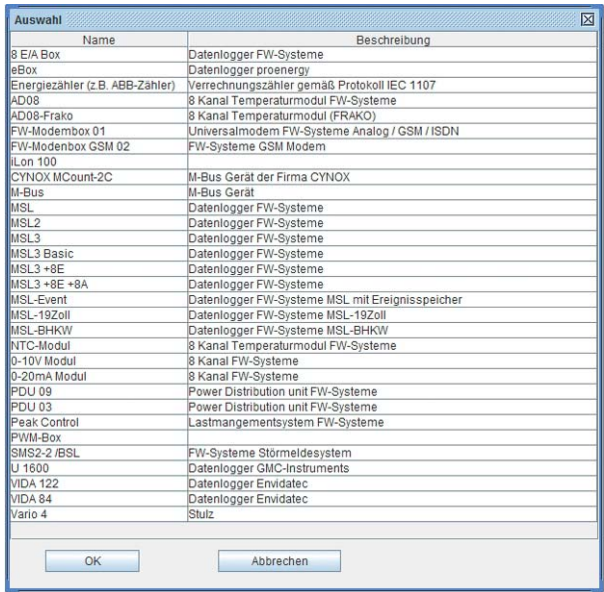 Auswahl
Name Beschreibung
8 E/A Box Datenlogger FW-Systeme
eBox Datenlogger proenergy
Energiezähler (z.B. ABB-Zähler) Verrechnungszähler gemäß Protokoll IEC 1107
AD08 8 Kanal Temperaturmodul FW-Systeme
AD08-Frako 8 Kanal Temperaturmodul (FRAKO)
FW-Modembox 01 Universalmodem FW-Systeme Analog / GSM / ISDN
FW-Modenbox GSM 02 FW-Systeme GSM Modem
iLon 100
CYNOX MCount-2C M-Bus Gerät der Firma CYNOX
M-Bus M-Bus Gerät
MSL Datenlogger FW-Systeme
MSL2 Datenlogger FW-Systeme
MSL3 Datenlogger FW-Systeme
MSL3 Basic Datenlogger FW-Systeme
MSL3 +8E Datenlogger FW-Systeme
MSL3 +8E +8A Datenlogger FW-Systeme
MSL-Event Datenlogger FW-Systeme MSL mit Ereignisspeicher
MSL-19Zoll Datenlogger FW-Systeme MSL-19Zoll
MSL-BHKW Datenlogger FW-Systeme MSL-BHKW
NTC-Modul 8 Kanal Temperaturmodul FW-Systeme
0-10V Modul 8 Kanal FW-Systeme
0-20mA Modul 8 Kanal FW-Systeme
PDU 09 Power Distribution unit FW-Systeme
PDU 03 Power Distribution unit FW-Systeme
Peak Control Lastmangementsystem FW-Systeme
PWM-Box
SMS2-2 /BSL FW-Systeme Störmeldesystem
U 1600 Datenlogger GMC-Instruments
VIDA 122 Datenlogger Envidatec
VIDA 84 Datenlogger Envidatec
Vario 4 Stulz
OK Abbrechen